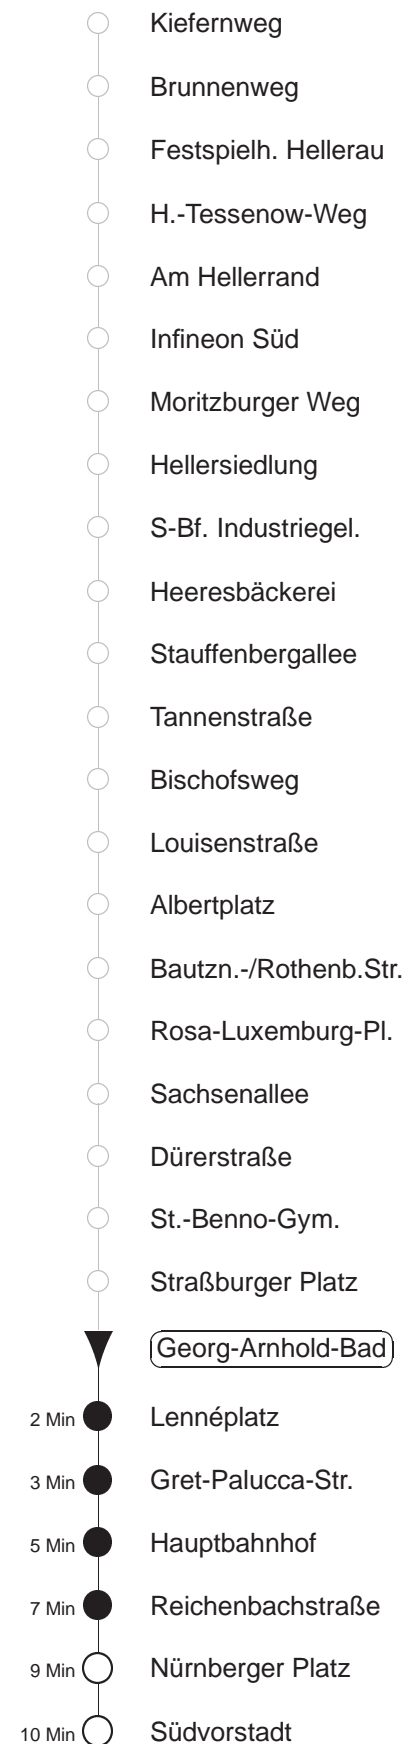 Kiefernweg
Brunnenweg
Festspielh. Hellerau
H.-Tessenow-Weg
Am Hellerrand
Infineon Süd
Moritzburger Weg
Hellersiedlung
S-Bf. Industriegel.
Heeresbäckerei
Stauffenbergallee
Tannenstraße
Bischofsweg
Louisenstraße
Albertplatz
Bautzn.-/Rothenb.Str.
Rosa-Luxemburg-Pl.
Sachsenallee
Dürerstraße
St.-Benno-Gym.
Straßburger Platz
Georg-Arnhold-Bad
2 Min Lennéplatz
3 Min Gret-Palucca-Str.
5 Min Hauptbahnhof
7 Min Reichenbachstraße
9 Min Nürnberger Platz
10 Min Südvorstadt